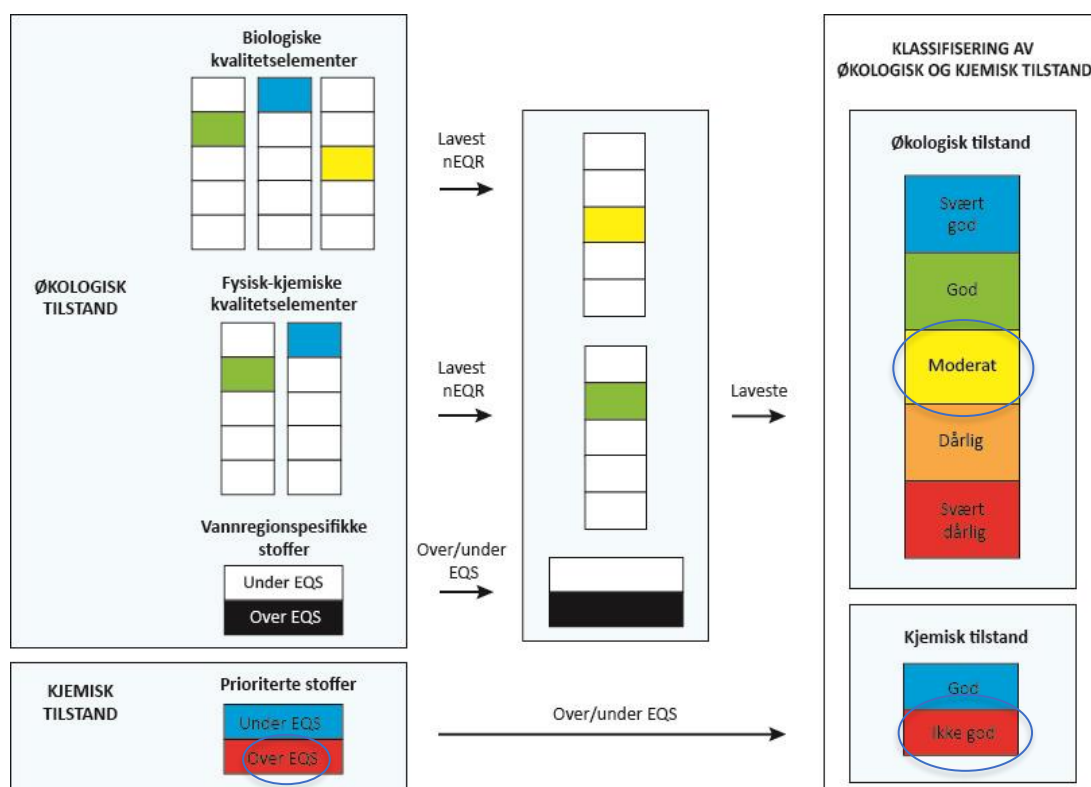 Biologiske
kvalitetselementer
Lavest
nEQR
ØKOLOGISK
TILSTAND
Fysisk-kjemiske
kvalitetselementer
Lavest
nEQR
Vannregionspesifikke
stoffer
Under EQS
Over EQS
Over/under
EQS
Laveste
KLASSIFISERING AV
ØKOLOGISK OG KJEMISK TILSTAND
Økologisk tilstand
Svært
god
God
Moderat
Dårlig
Svært
dårlig
KJEMISK
TILSTAND
Prioriterte stoffer
Under EQS
Over EQS
Over/under EQS
Kjemisk tilstand
God
Ikke god